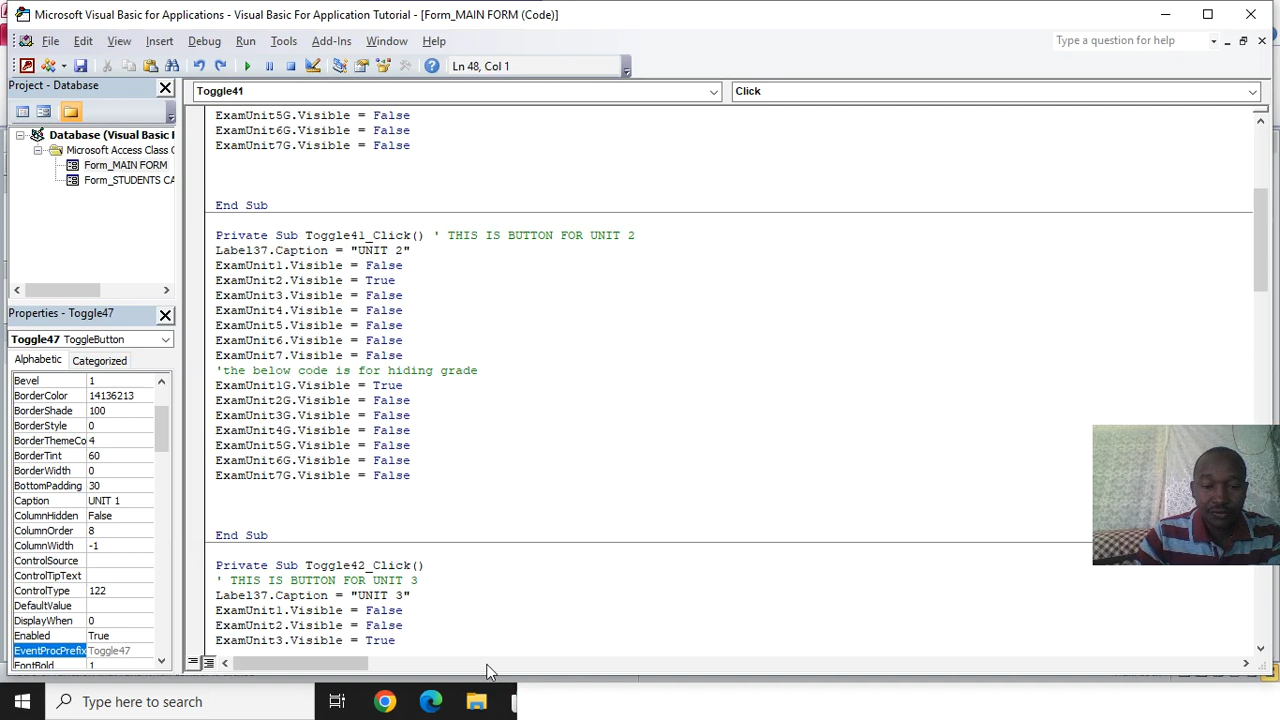 Microsoft Visual Basic for Applications - Visual Basic For Application Tutorial - [Form_MAIN FORM (Code)]
File Edit View Insert Debug Run Tools Add-Ins Window Help
Type a question for help
Ln 48, Col 1
Project - Database
Toggle41
Click
Database (Visual Basic F
Microsoft Access Class C
Form_MAIN FORM
Form_STUDENTS CA
Properties - Toggle47
Toggle47 ToggleButton
Alphabetic Categorized
Bevel 1
BorderColor 14136213
BorderShade 100
BorderStyle 0
BorderThemeCo 4
BorderTint 60
BorderWidth 0
BottomPadding 30
Caption UNIT 1
ColumnHidden False
ColumnOrder 8
ColumnWidth -1
ControlSource
ControlTipText
ControlType 122
DefaultValue
DisplayWhen 0
Enabled True
EventProcPrefix Toggle47
FontBold 1
ExamUnit5G.Visible = False
ExamUnit6G.Visible = False
ExamUnit7G.Visible = False
End Sub
Private Sub Toggle41_Click() ' THIS IS BUTTON FOR UNIT 2
Label37.Caption = "UNIT 2"
ExamUnit1.Visible = False
ExamUnit2.Visible = True
ExamUnit3.Visible = False
ExamUnit4.Visible = False
ExamUnit5.Visible = False
ExamUnit6.Visible = False
ExamUnit7.Visible = False
'the below code is for hiding grade
ExamUnit1G.Visible = True
ExamUnit2G.Visible = False
ExamUnit3G.Visible = False
ExamUnit4G.Visible = False
ExamUnit5G.Visible = False
ExamUnit6G.Visible = False
ExamUnit7G.Visible = False
End Sub
Private Sub Toggle42_Click()
' THIS IS BUTTON FOR UNIT 3
Label37.Caption = "UNIT 3"
ExamUnit1.Visible = False
ExamUnit2.Visible = False
ExamUnit3.Visible = True
Type here to search